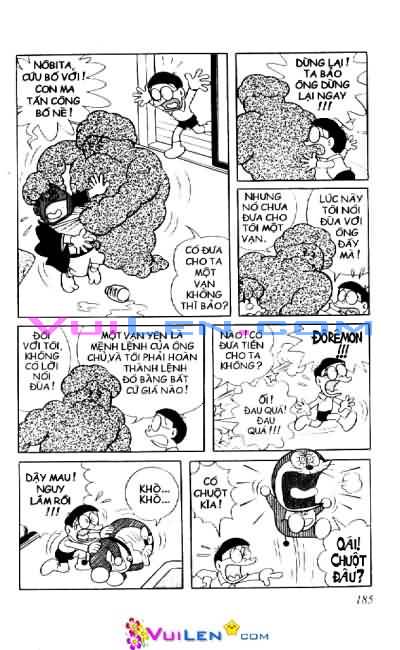 NÔBITA,
CỨU BỐ VỚI!
CON MA
TẤN CÔNG
BỐ NÈ!
CÓ ĐƯA
CHO TA
MỘT
VẠN
KHÔNG
THÌ BẢO?
DỪNG LẠI!
TA BẢO
ÔNG DỪNG
LẠI NGAY
!!!
NHƯNG
NÓ CHƯA
ĐƯA CHO
TÔI MỘT
VẠN.
LÚC NÃY
TÔI NÓI
ĐÙA VỚI
ÔNG
ĐẤY
MÀ!
ĐỐI
VỚI TÔI,
KHÔNG
CÓ LỜI
NÓI
ĐÙA!
MỘT VẠN YÊN LÀ
MỆNH LỆNH CỦA ÔNG
CHỦ VÀ TÔI PHẢI HOÀN
THÀNH LỆNH
ĐÓ BẰNG BẤT
CỨ GIÁ NÀO!
NÀO! CÓ
ĐƯA TIỀN
CHO TA
KHÔNG?
ĐÔREMON
!!!
ỐI!
ĐAU QUÁ!
ĐAU
QUÁ!!!
DẬY MAU!
NGUY
LẮM RỒI
!!!
KHÒ...
KHÒ...
CÓ
CHUỘT
KÌA!
OÁI!
CHUỘT
ĐÂU?
185
VUILEN.COM
VUILEN.COM